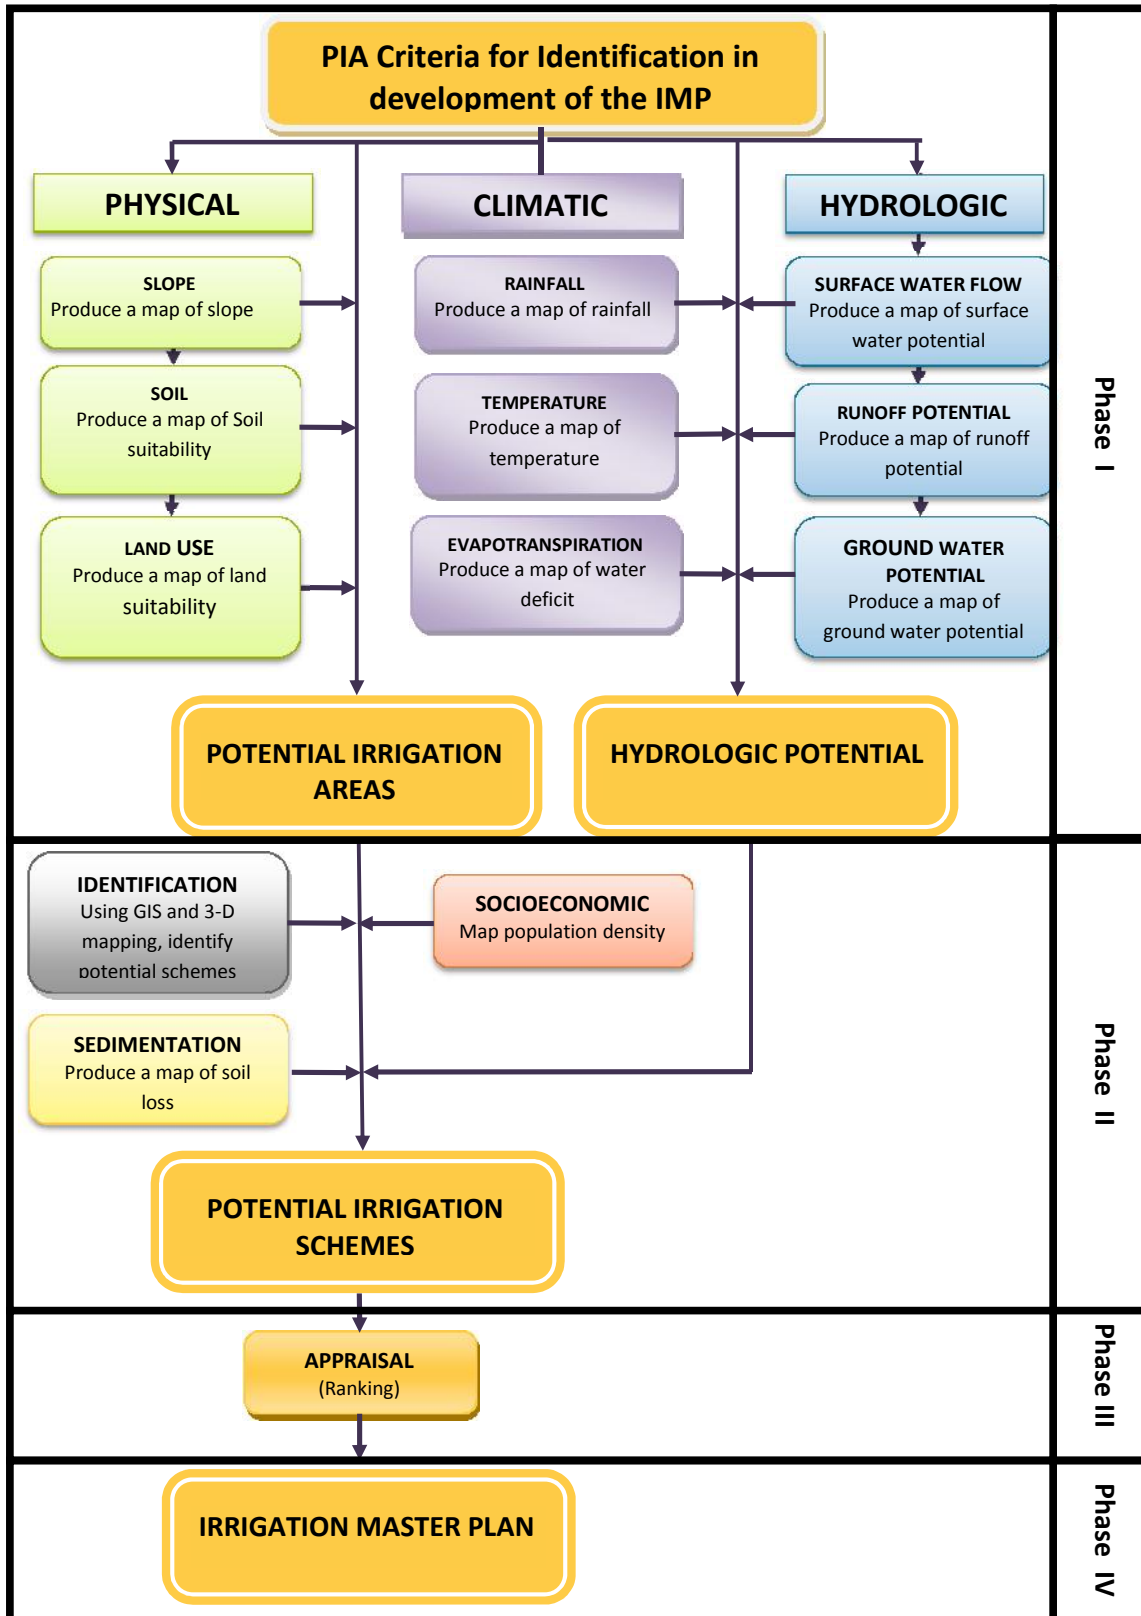 PIA Criteria for Identification in
development of the IMP
PHYSICAL
CLIMATIC
HYDROLOGIC
SLOPE
Produce a map of slope
RAINFALL
Produce a map of rainfall
SURFACE WATER FLOW
Produce a map of surface
water potential
SOIL
Produce a map of Soil
suitability
TEMPERATURE
Produce a map of
temperature
RUNOFF POTENTIAL
Produce a map of runoff
potential
LAND USE
Produce a map of land
suitability
EVAPOTRANSPIRATION
Produce a map of water
deficit
GROUND WATER
POTENTIAL
Produce a map of
ground water potential
POTENTIAL IRRIGATION
AREAS
HYDROLOGIC POTENTIAL
Phase I
IDENTIFICATION
Using GIS and 3-D
mapping, identify
potential schemes
SOCIOECONOMIC
Map population density
SEDIMENTATION
Produce a map of soil
loss
POTENTIAL IRRIGATION
SCHEMES
Phase II
APPRAISAL
(Ranking)
Phase III
IRRIGATION MASTER PLAN
Phase IV